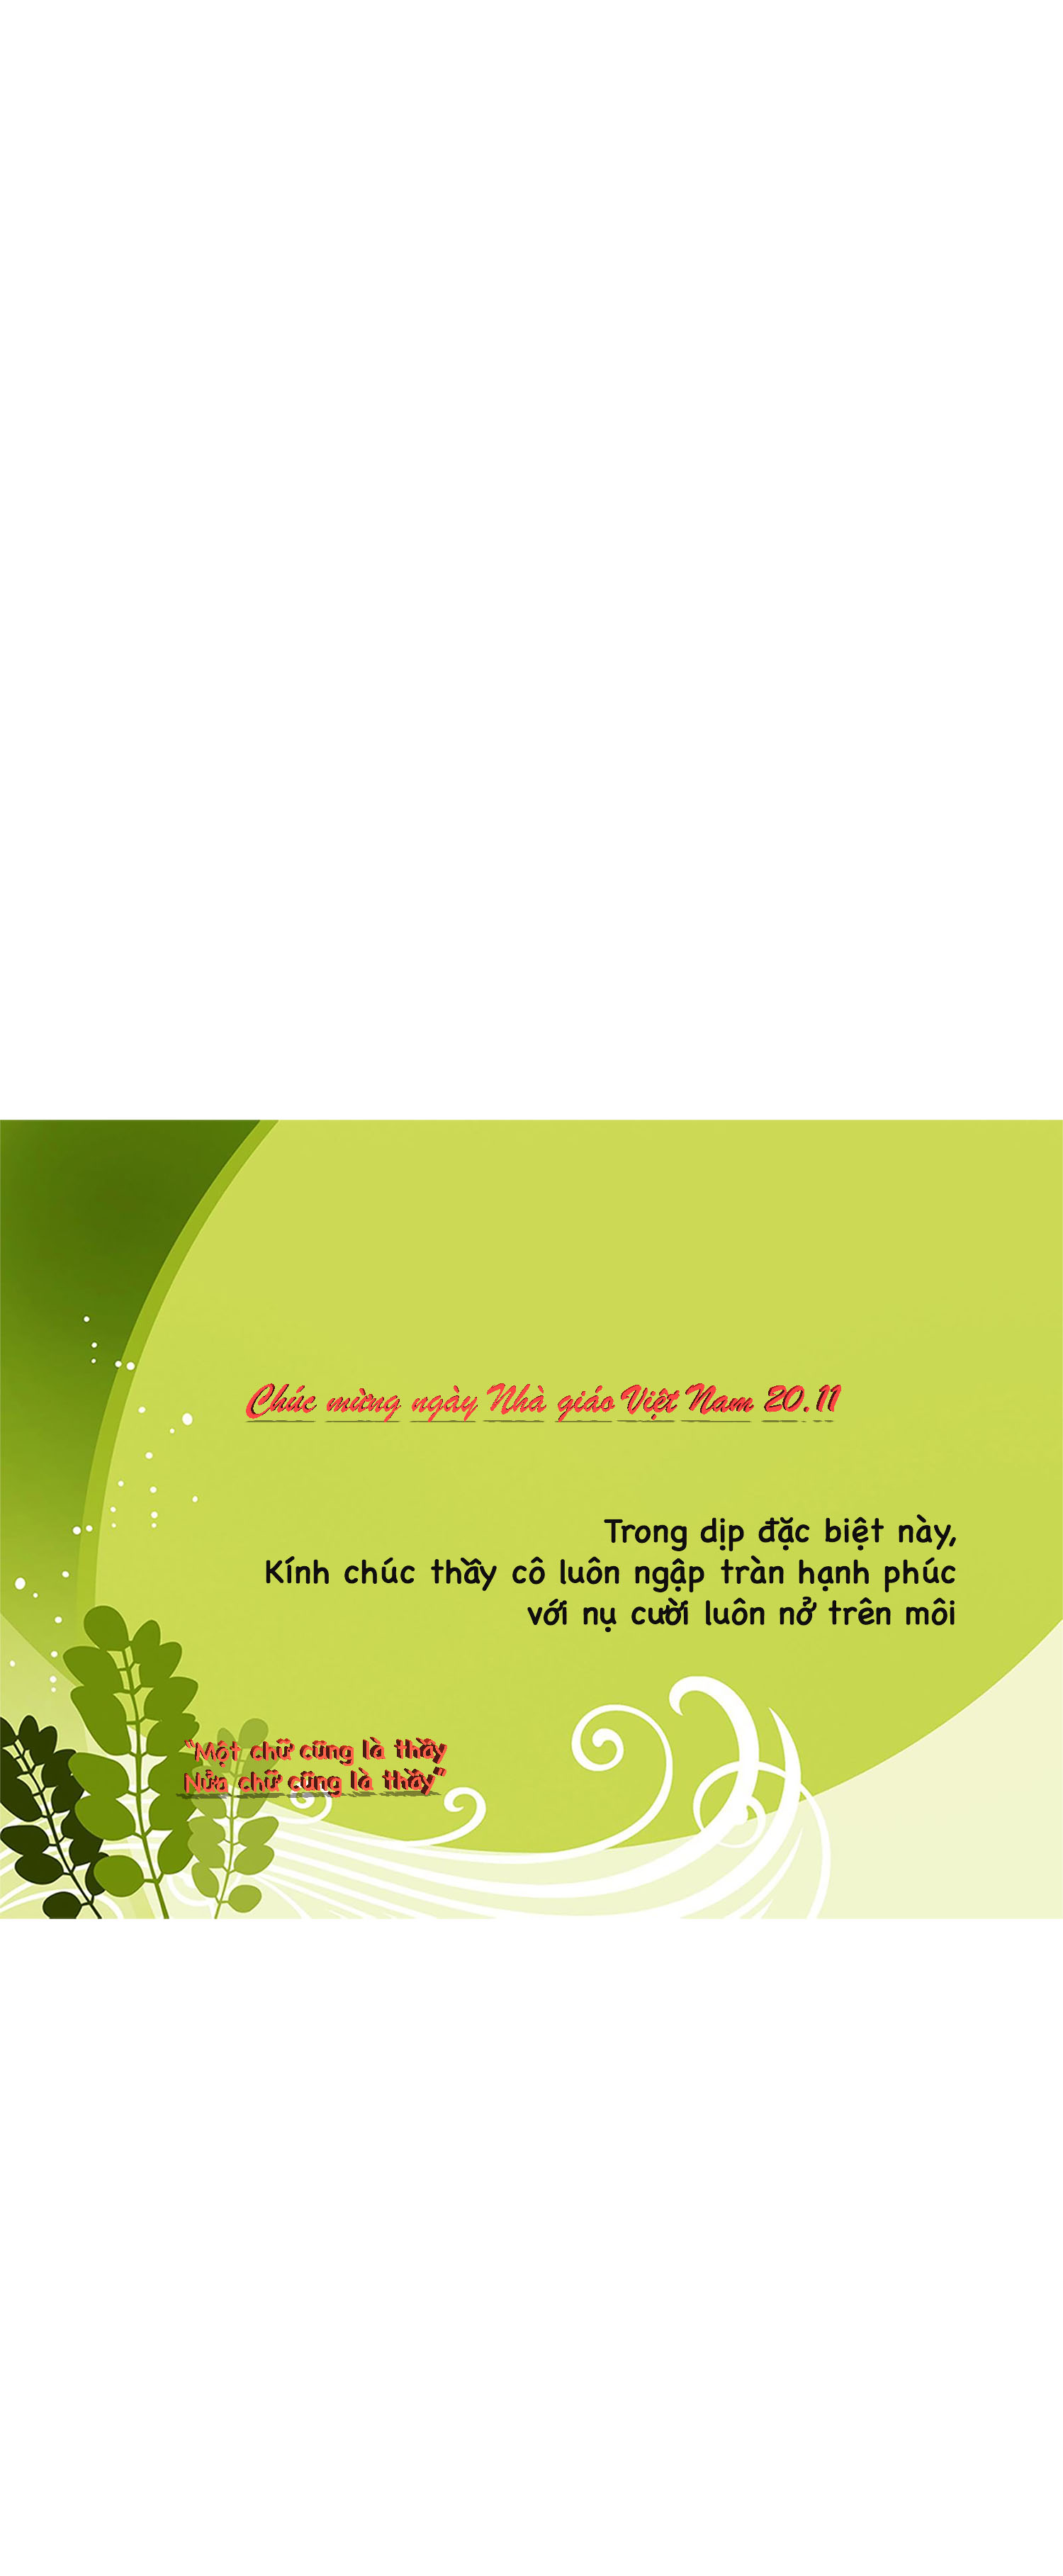 Chúc mừng ngày Nhà giáo Việt Nam 20.11
Trong dịp đặc biệt này,
Kính chúc thầy cô luôn ngập tràn hạnh phúc
với nụ cười luôn nở trên môi
"Một chữ cũng là thầy
Nửa chữ cũng là thầy"